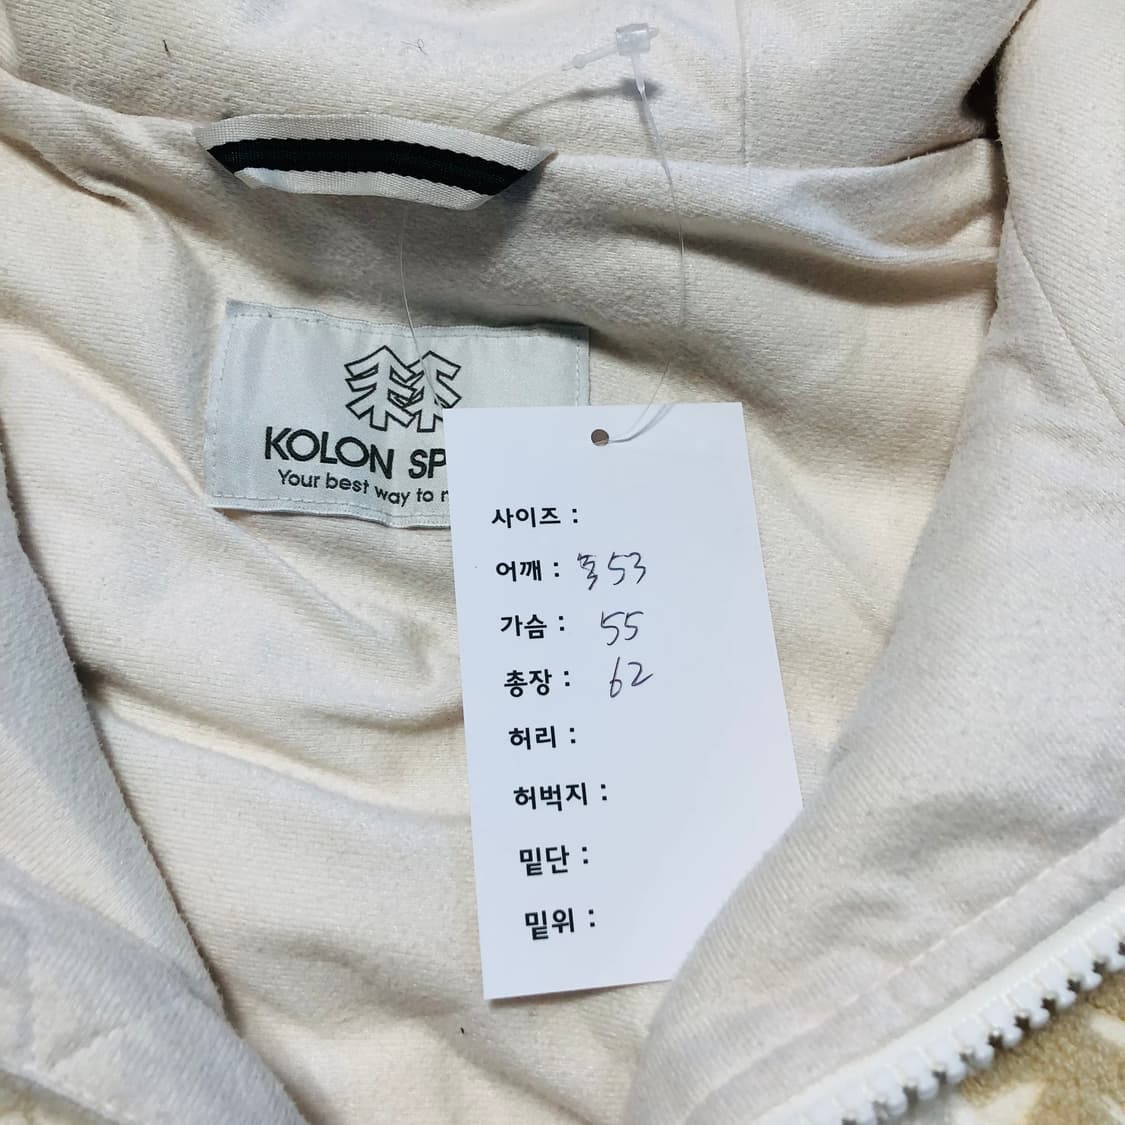 KOLON SP
Your best way to
사이즈 :
어깨 : 53
가슴 : 55
총장 : 62
허리 :
허벅지 :
밑단 :
밑위 :